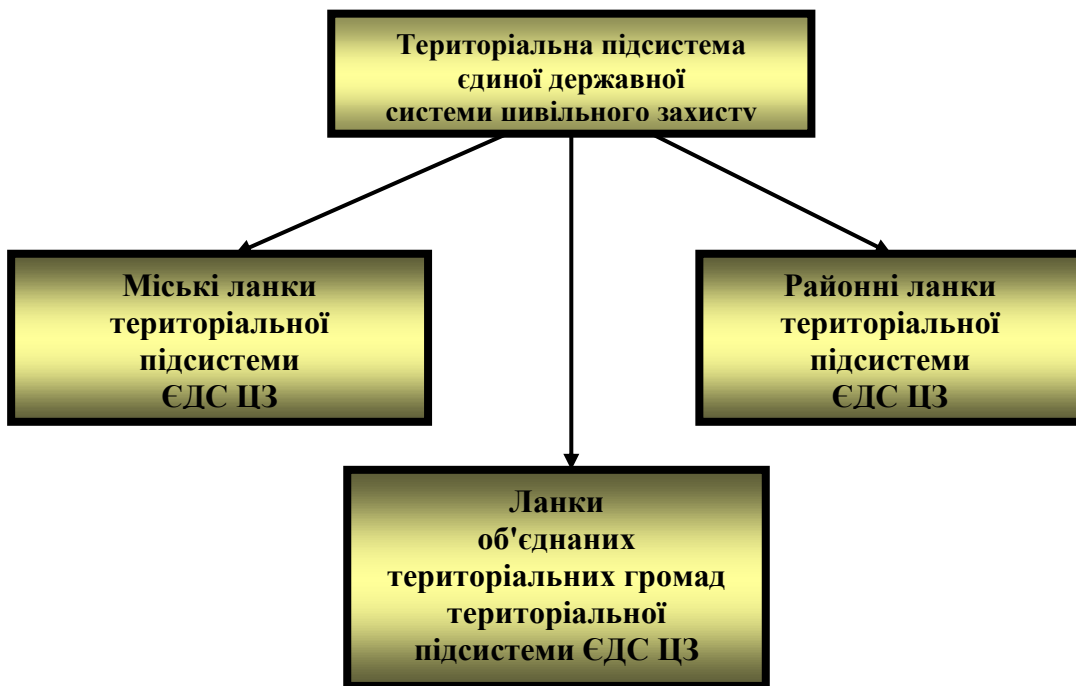 Територіальна підсистема
єдиної державної
системи цивільного захисту
Міські ланки
територіальної
підсистеми
ЄДС ЦЗ
Районні ланки
територіальної
підсистеми
ЄДС ЦЗ
Ланки
об'єднаних
територіальних громад
територіальної
підсистеми ЄДС ЦЗ